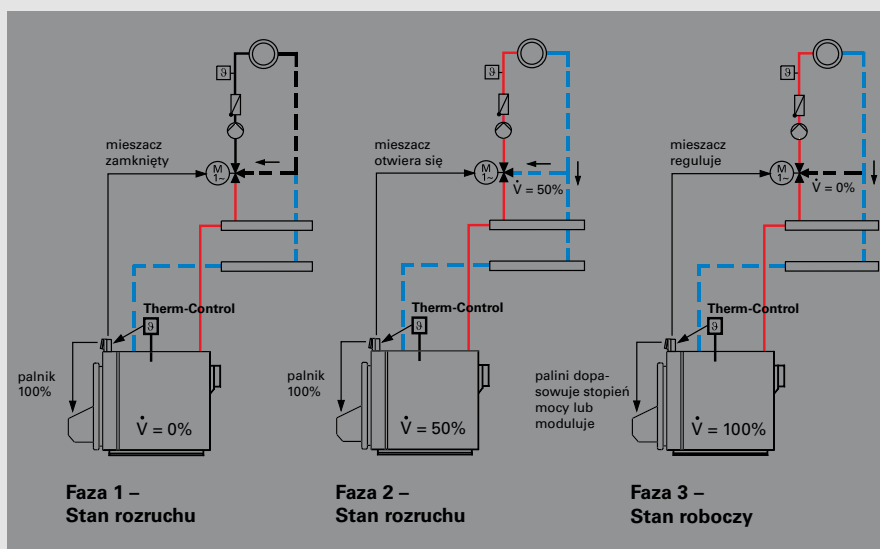 ϑ
mieszacz
zamknięty
M
1~
Therm-Control
ϑ
palnik
100%
V̇ = 0%
Faza 1 –
Stan rozruchu
ϑ
mieszacz
otwiera się
M
1~
V̇ = 50%
Therm-Control
ϑ
palnik
100%
V̇ = 50%
Faza 2 –
Stan rozruchu
ϑ
mieszacz
reguluje
M
1~
V̇ = 0%
Therm-Control
ϑ
palini dopa-
sowuje stopień
mocy lub
moduluje
V̇ = 100%
Faza 3 –
Stan roboczy